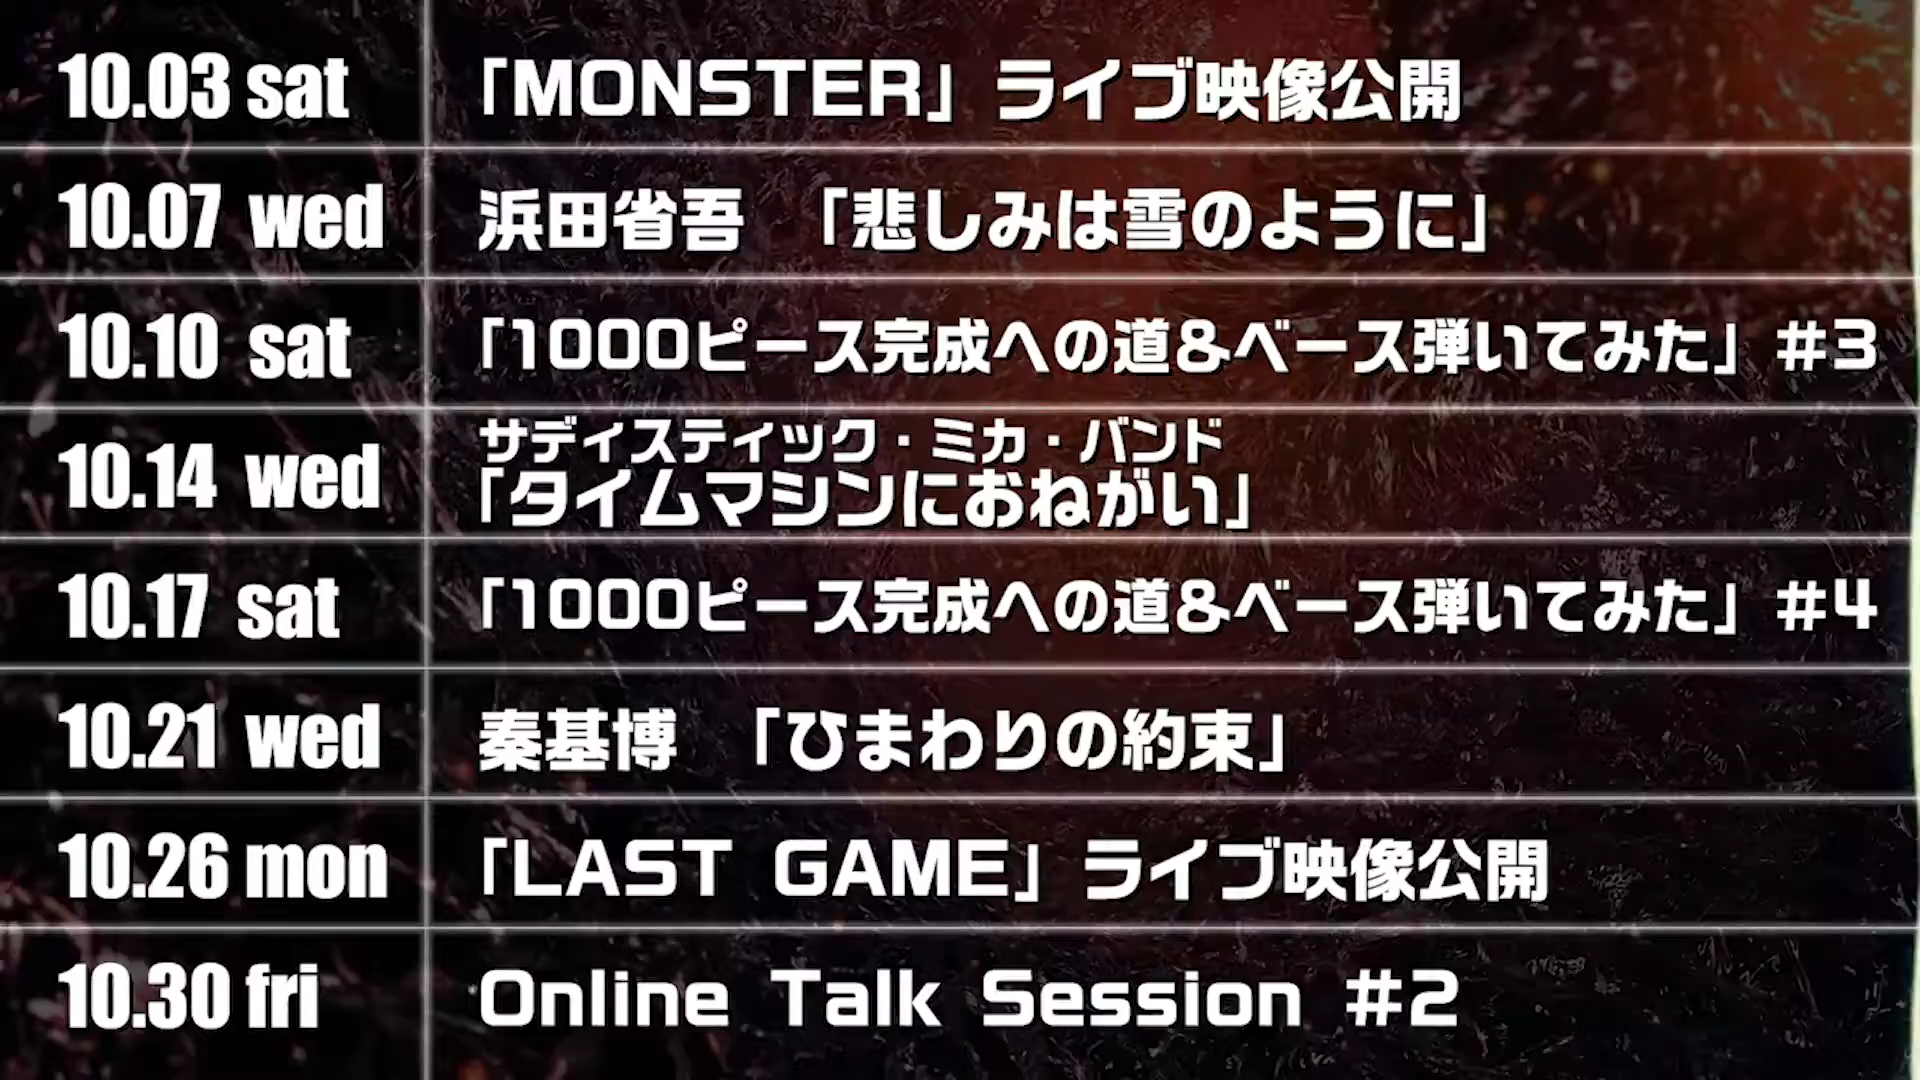 10.03 sat 「MONSTER」ライブ映像公開
10.07 wed 浜田省吾 「悲しみは雪のように」
10.10 sat 「1000ピース完成への道&ベース弾いてみた」#3
10.14 wed サディスティック・ミカ・バンド
「タイムマシンにおねがい」
10.17 sat 「1000ピース完成への道&ベース弾いてみた」#4
10.21 wed 秦基博 「ひまわりの約束」
10.26 mon 「LAST GAME」ライブ映像公開
10.30 fri Online Talk Session #2